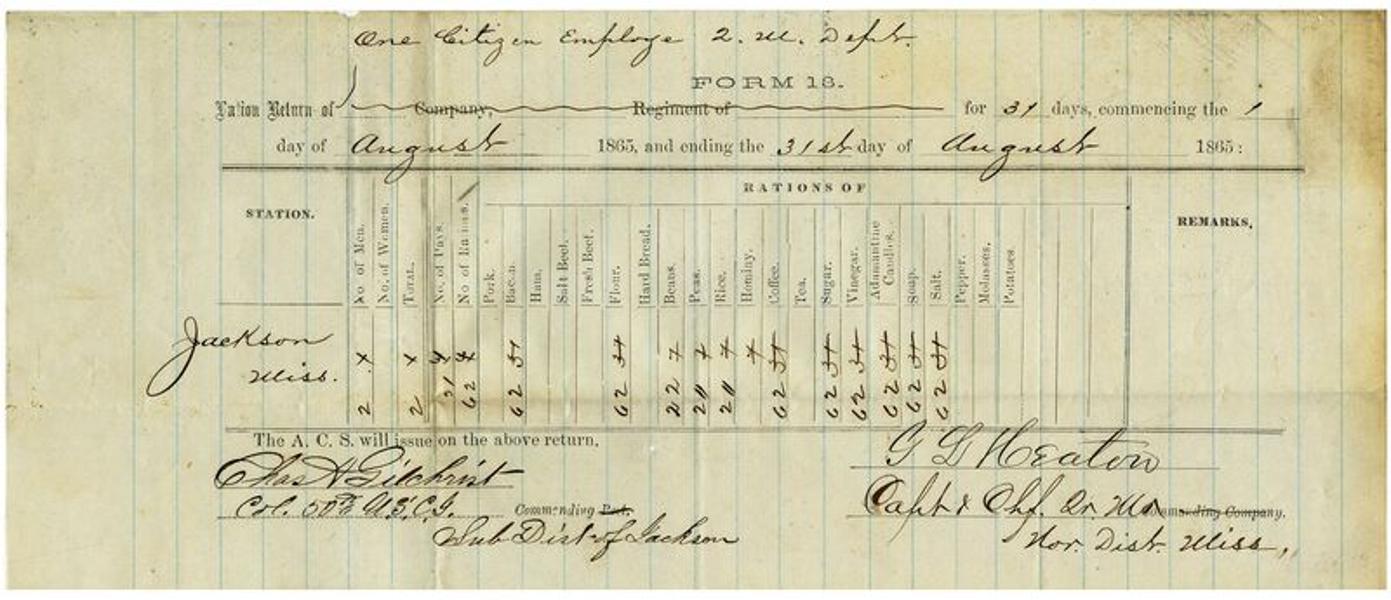 One Citizen Employe 2. M. Dept.
FORM 18.
Ration Return of Company, Regiment of for 31 days, commencing the 1
day of August 1865, and ending the 31st day of August 1865:
RATIONS OF
STATION. No. of Men. No. of Women. TOTAL. No. of Days. No. of Rations. Pork. Bacon. Ham. Salt Beef. Fresh Beef. Flour. Hard Bread. Beans. Peas. Rice. Hominy. Coffee. Tea. Sugar. Vinegar. Adamantine Candles. Soap. Salt. Pepper. Molasses. Potatoes. REMARKS.
Jackson
Miss.
2 2 31 62 62 62 22 20 20 62 62 62 62 62 62
The A. C. S. will issue on the above return,
Chas A Gilchrist G L Heaton
Col. 50th U.S.C.I. Commanding Post. Capt & Chf. Qr. Mr Commanding Company.
Sub Dist of Jackson Nor. Dist. Miss.